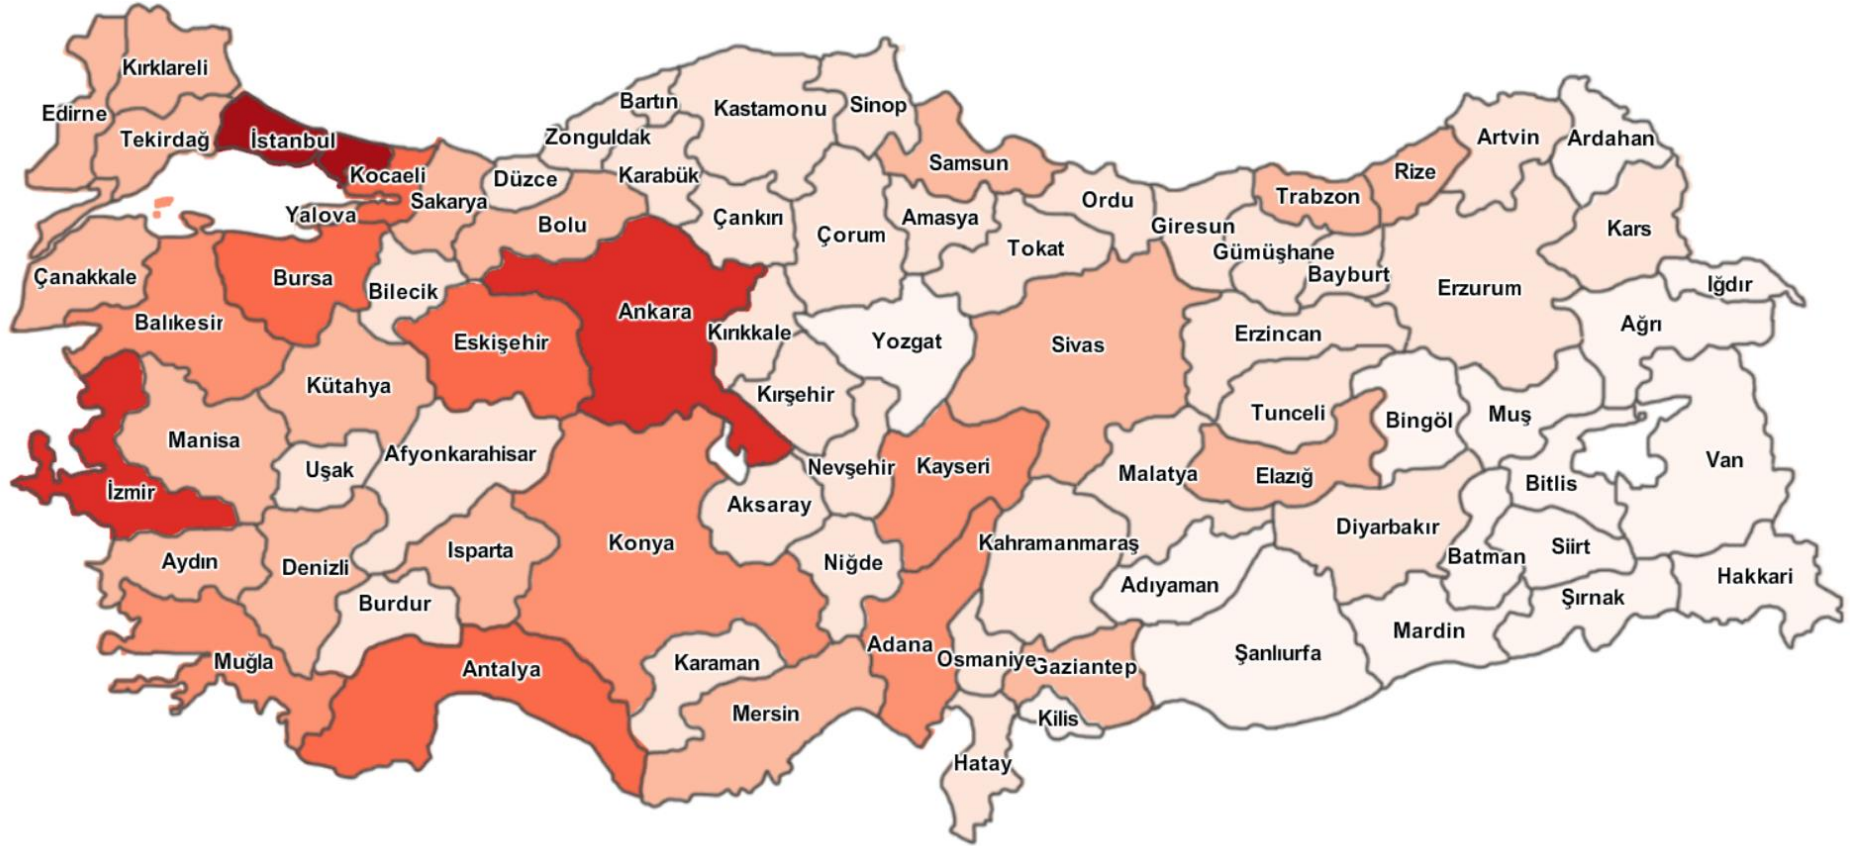 Kırklareli
Edirne
Tekirdağ
İstanbul
Kocaeli
Yalova
Sakarya
Düzce
Zonguldak
Bartın
Karabük
Kastamonu
Sinop
Samsun
Ordu
Giresun
Trabzon
Rize
Artvin
Ardahan
Çanakkale
Balıkesir
Bursa
Bilecik
Bolu
Çankırı
Çorum
Amasya
Tokat
Gümüşhane
Bayburt
Erzurum
Kars
Iğdır
Ağrı
Eskişehir
Ankara
Kırıkkale
Yozgat
Sivas
Erzincan
Kütahya
Kırşehir
Tunceli
Bingöl
Muş
Manisa
Uşak
Afyonkarahisar
Nevşehir
Kayseri
Malatya
Elazığ
Bitlis
Van
İzmir
Aksaray
Diyarbakır
Aydın
Denizli
Isparta
Konya
Niğde
Kahramanmaraş
Adıyaman
Batman
Siirt
Hakkari
Şırnak
Burdur
Muğla
Antalya
Karaman
Mersin
Adana
Osmaniye
Gaziantep
Kilis
Şanlıurfa
Mardin
Hatay